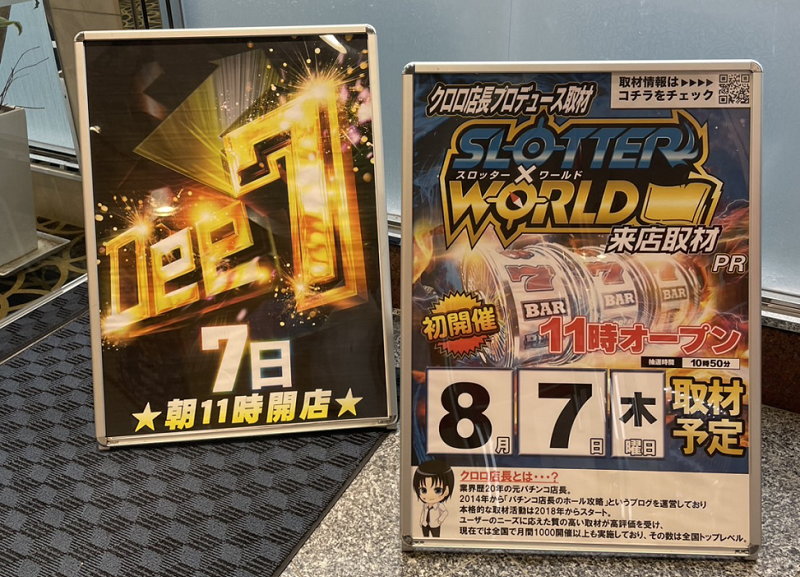 Dee7
7日
★朝11時開店★
取材情報は▶▶▶▶
コチラをチェック
クロロ店長プロデュース取材
SLOTTER
スロッター×ワールド
WORLD
来店取材
PR
7 7 7
BAR BAR BAR
初開催
11時オープン
抽選時間 10時50分
8月7日木曜日
取材予定
クロロ店長とは・・・?
業界歴20年の元パチンコ店長。
2014年から「パチンコ店長のホール攻略」というブログを運営しており
本格的な取材活動は2018年からスタート。
ユーザーのニーズに応えた質の高い取材が高評価を受け、
現在では全国で月間1000開催以上も実施しており、その数は全国トップレベル。